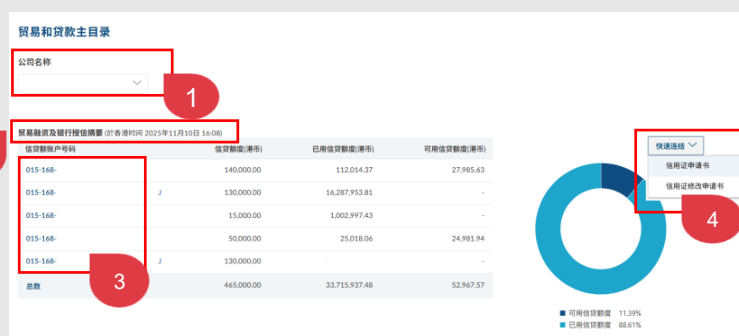 贸易和贷款主目录
公司名称
1
贸易融资及银行授信摘要 (於香港时间 2025年11月10日 16:08)
信贷额账户号码 信贷额度(港币) 已用信贷额度(港币) 可用信贷额度(港币)
015-168- 140,000.00 112,014.37 27,985.63
015-168- J 130,000.00 16,287,953.81 -
015-168- 15,000.00 1,002,997.43 -
015-168- 50,000.00 25,018.06 24,981.94
015-168- J 130,000.00 -
3
总数 465,000.00 33,715,937.48 52,967.57
快速连结
信用证申请书
信用证修改申请书
4
可用信贷额度 11.39%
已用信贷额度 88.61%